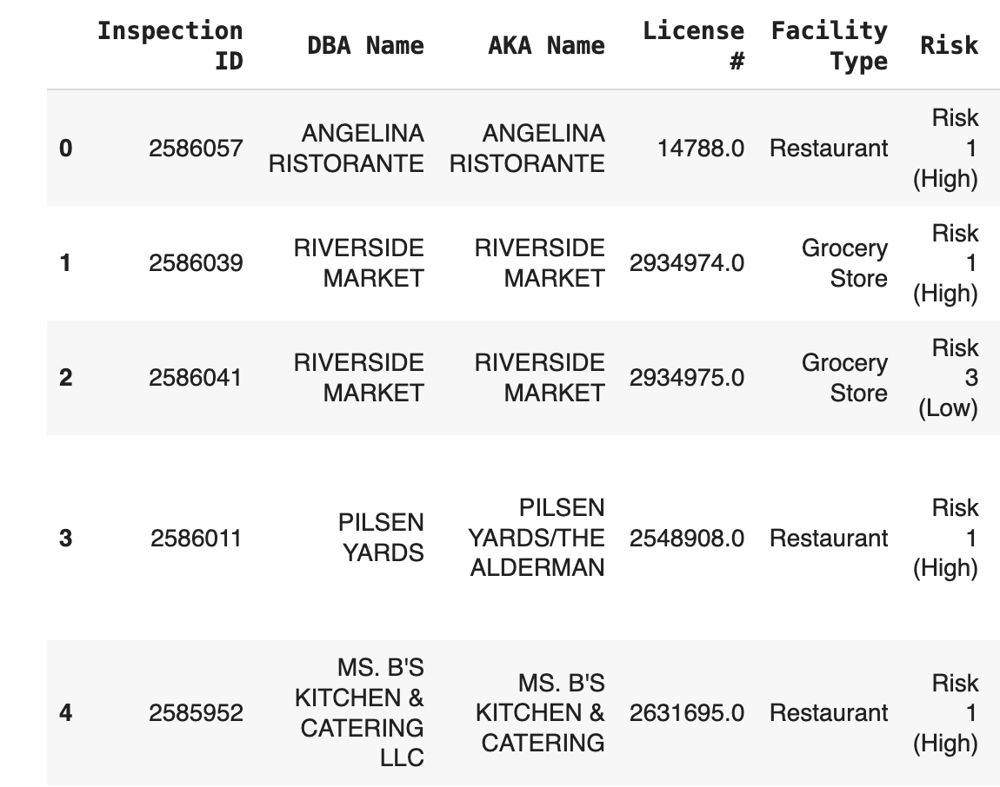 Inspection ID DBA Name AKA Name License # Facility Type Risk
0 2586057 ANGELINA RISTORANTE ANGELINA RISTORANTE 14788.0 Restaurant Risk 1 (High)
1 2586039 RIVERSIDE MARKET RIVERSIDE MARKET 2934974.0 Grocery Store Risk 1 (High)
2 2586041 RIVERSIDE MARKET RIVERSIDE MARKET 2934975.0 Grocery Store Risk 3 (Low)
3 2586011 PILSEN YARDS PILSEN YARDS/THE ALDERMAN 2548908.0 Restaurant Risk 1 (High)
4 2585952 MS. B'S KITCHEN & CATERING LLC MS. B'S KITCHEN & CATERING 2631695.0 Restaurant Risk 1 (High)